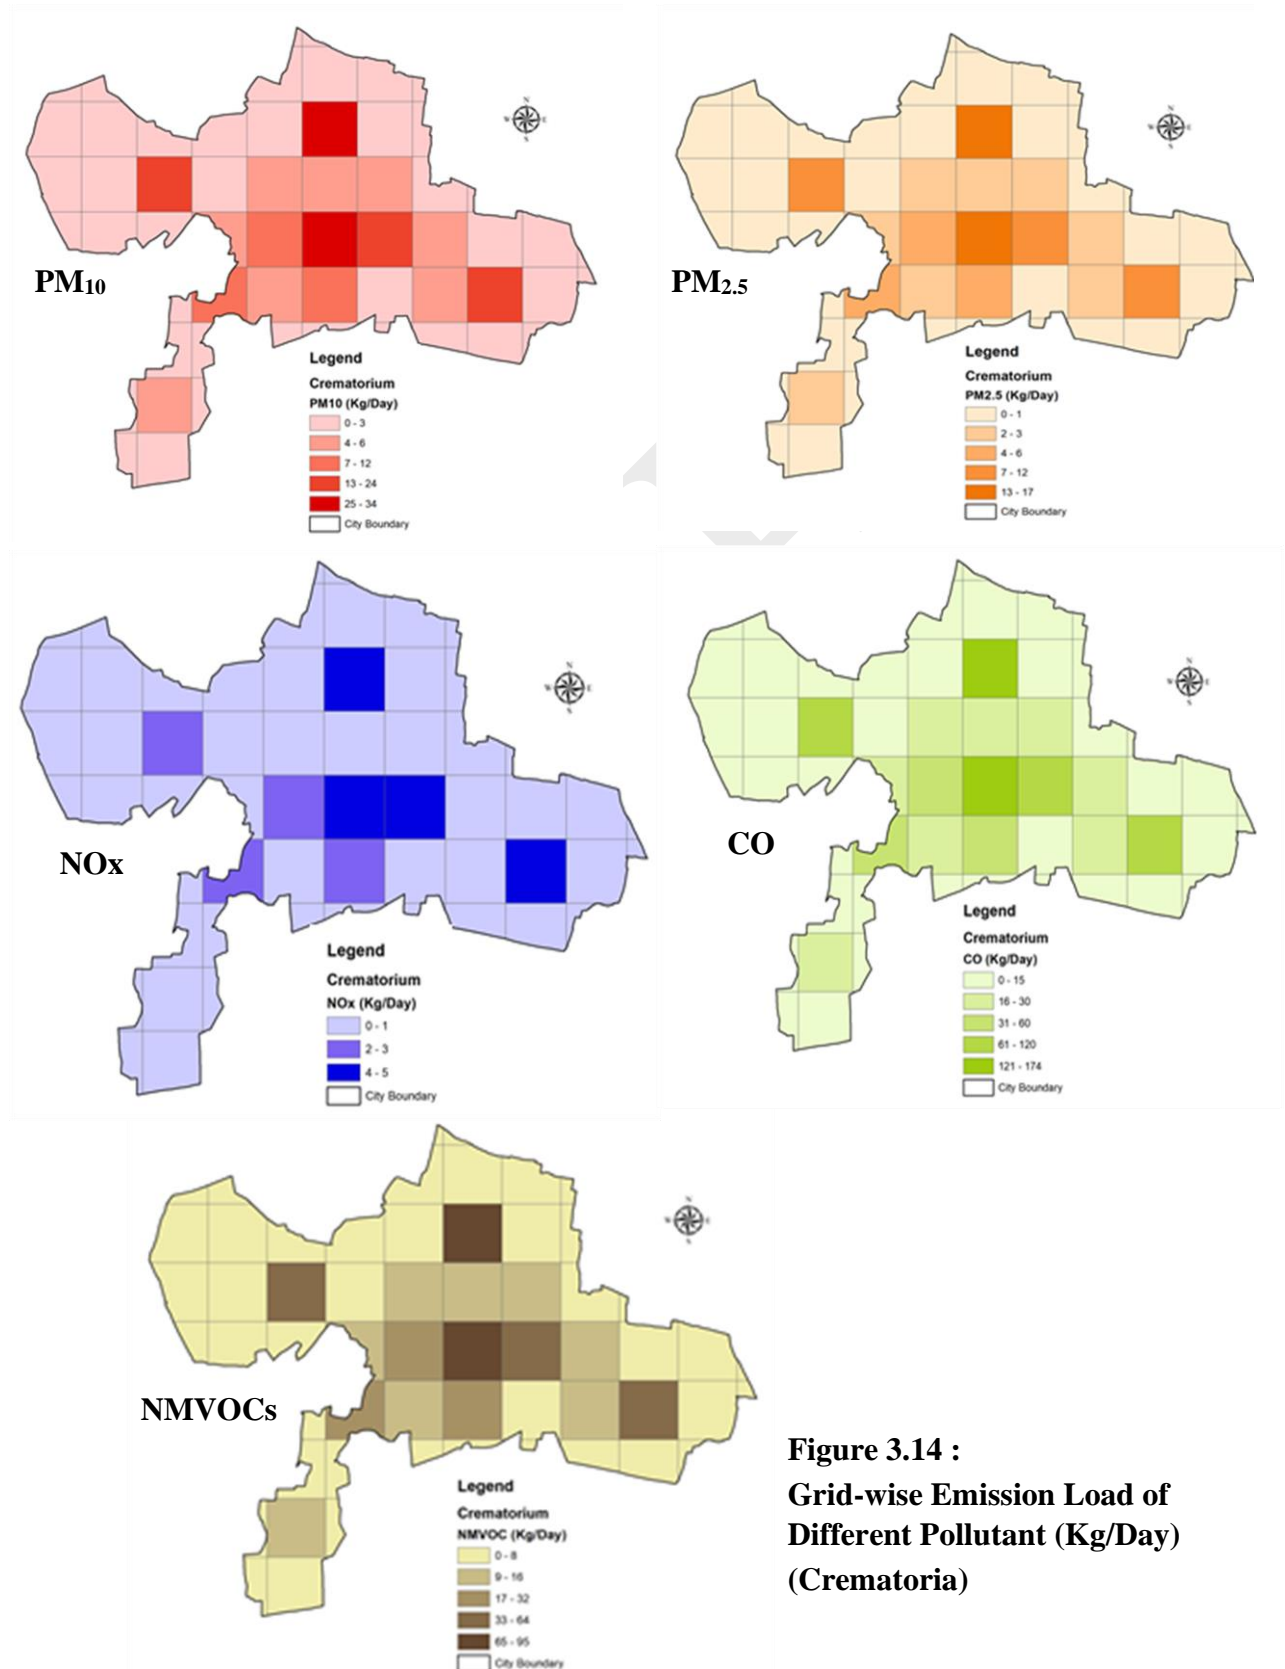 N
W E
S
PM10
Legend
Crematorium
PM10 (Kg/Day)
0 - 3
4 - 6
7 - 12
13 - 24
25 - 34
City Boundary
N
W E
S
PM2.5
Legend
Crematorium
PM2.5 (Kg/Day)
0 - 1
2 - 3
4 - 6
7 - 12
13 - 17
City Boundary
N
W E
S
NOx
Legend
Crematorium
NOx (Kg/Day)
0 - 1
2 - 3
4 - 5
City Boundary
N
W E
S
CO
Legend
Crematorium
CO (Kg/Day)
0 - 15
16 - 30
31 - 60
61 - 120
121 - 174
City Boundary
N
W E
S
NMVOCs
Legend
Crematorium
NMVOC (Kg/Day)
0 - 8
9 - 16
17 - 32
33 - 64
65 - 95
City Boundary
Figure 3.14 :
Grid-wise Emission Load of
Different Pollutant (Kg/Day)
(Crematoria)